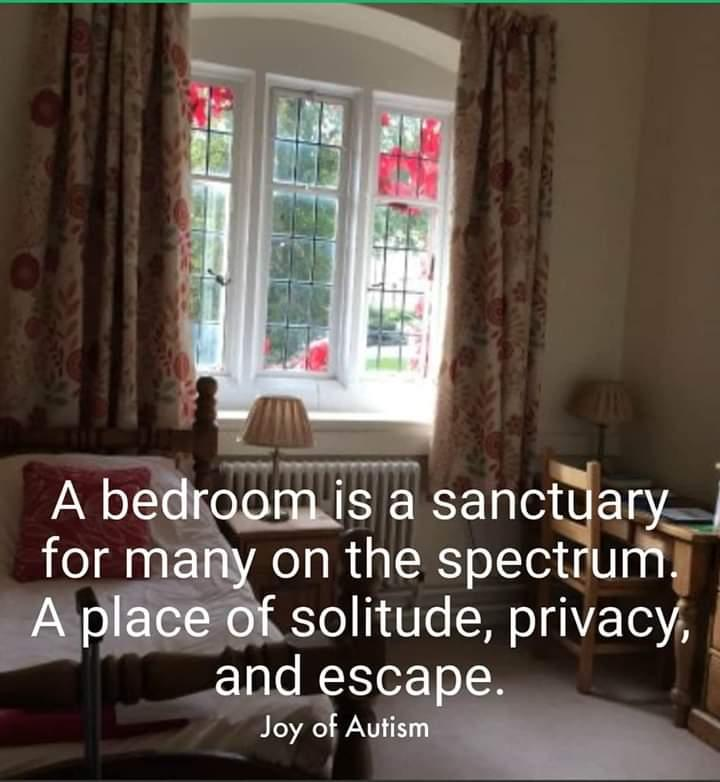 A bedroom is a sanctuary
for many on the spectrum.
A place of solitude, privacy,
and escape.
Joy of Autism